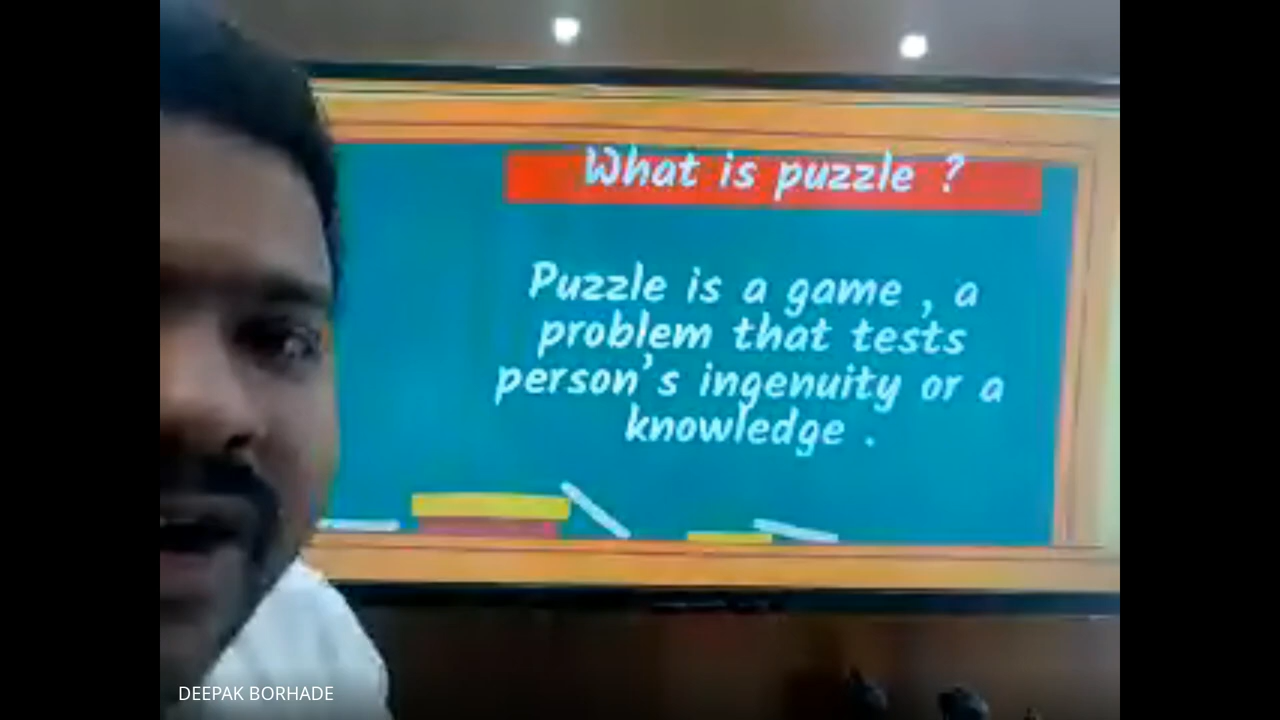 What is puzzle ?
Puzzle is a game , a
problem that tests
person's ingenuity or a
knowledge .
DEEPAK BORHADE